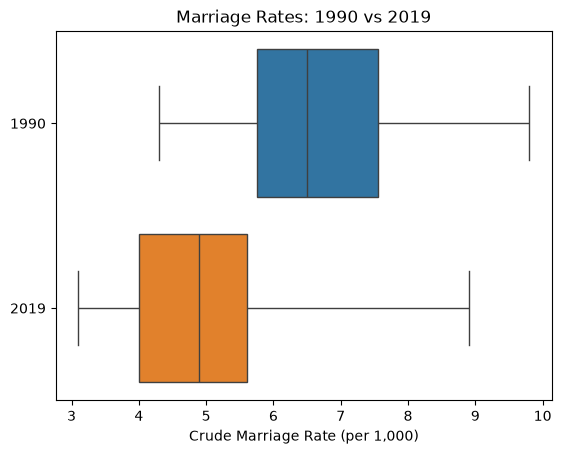 Marriage Rates: 1990 vs 2019
1990
2019
3 4 5 6 7 8 9 10
Crude Marriage Rate (per 1,000)